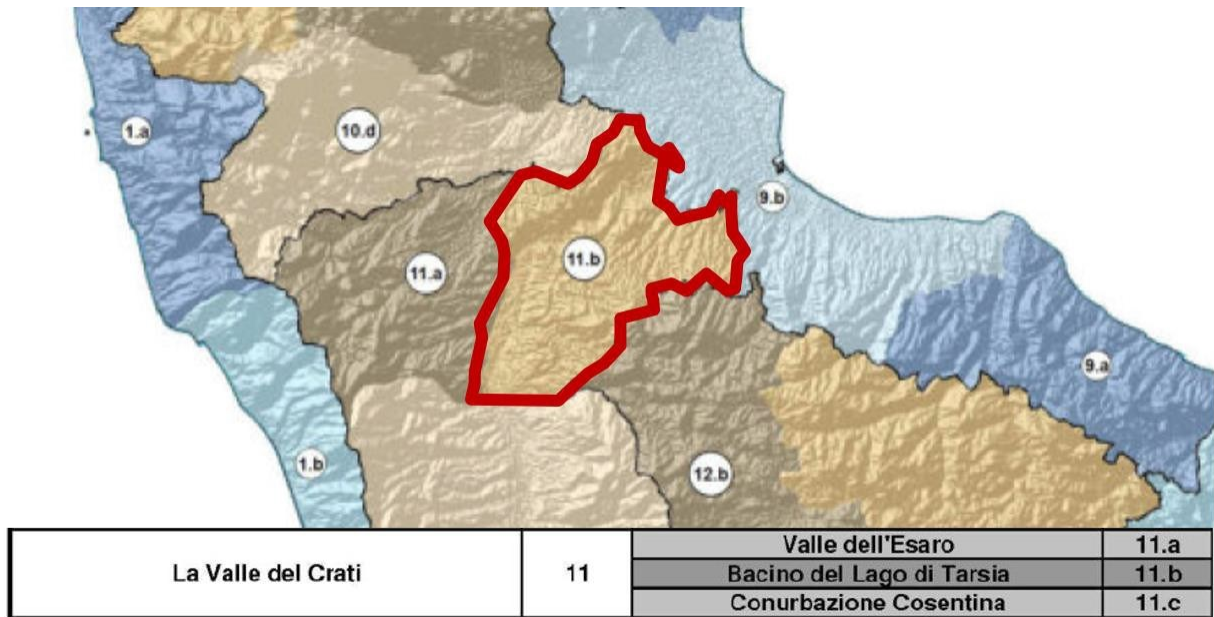 1.a
10.d
9.b
11.b
11.a
9.a
1.b
12.b
La Valle del Crati
11
Valle dell'Esaro 11.a
Bacino del Lago di Tarsia 11.b
Conurbazione Cosentina 11.c